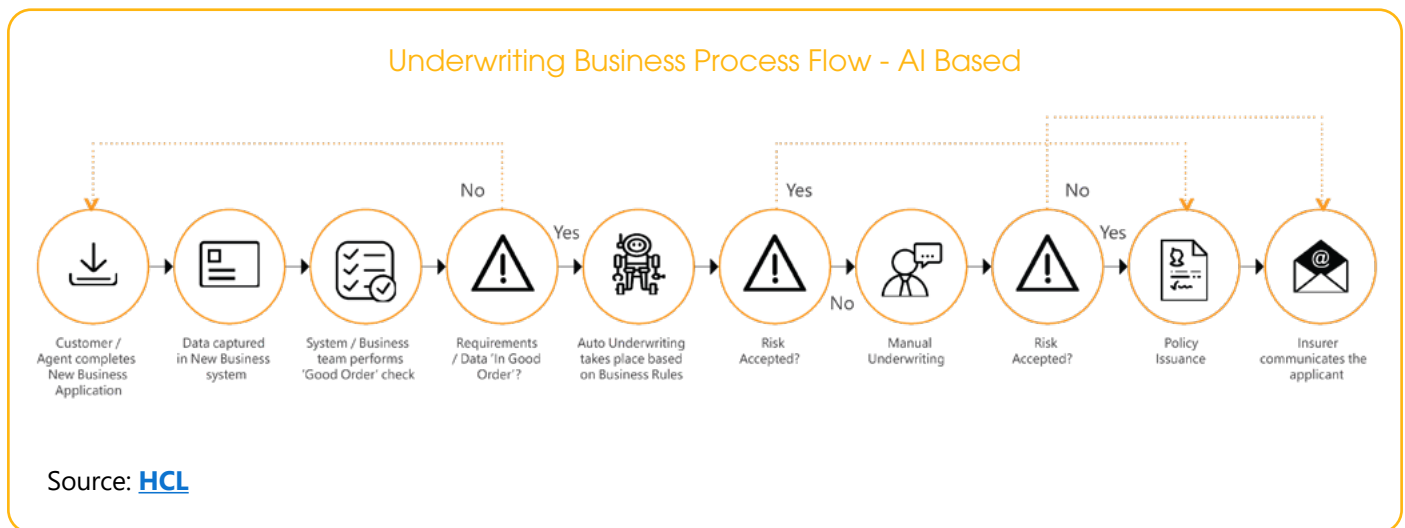 Underwriting Business Process Flow - AI Based
No
Yes
Yes
No
No
Yes
@
Customer /
Agent completes
New Business
Application
Data captured
in New Business
system
System / Business
team performs
'Good Order' check
Requirements
/ Data 'In Good
Order'?
Auto Underwriting
takes place based
on Business Rules
Risk
Accepted?
Manual
Underwriting
Risk
Accepted?
Policy
Issuance
Insurer
communicates the
applicant
Source: HCL